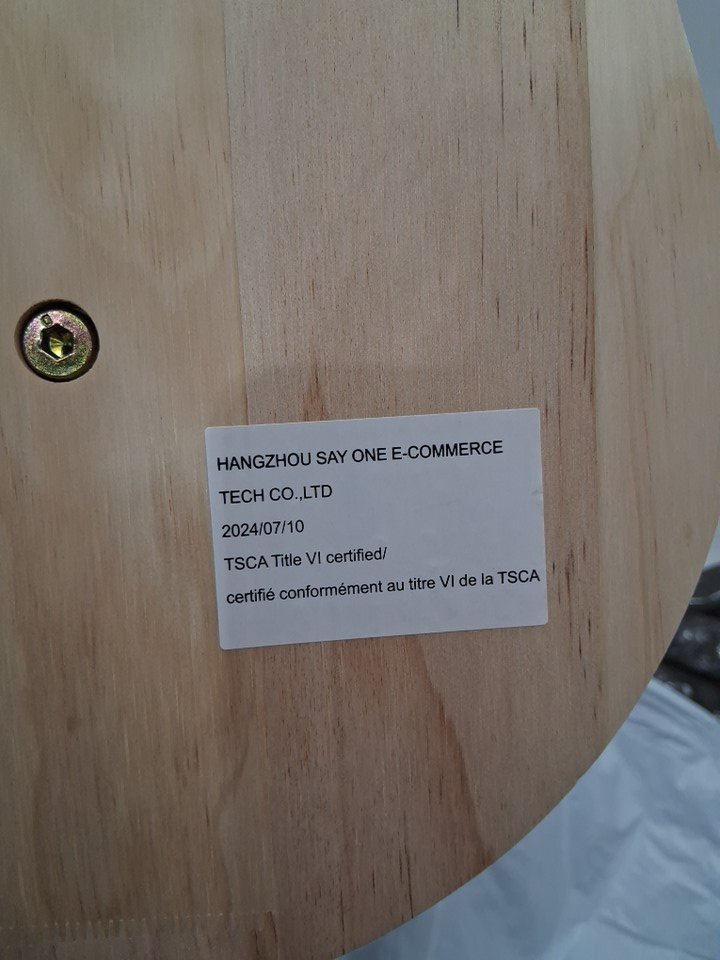 HANGZHOU SAY ONE E-COMMERCE
TECH CO.,LTD
2024/07/10
TSCA Title VI certified/
certifié conformément au titre VI de la TSCA